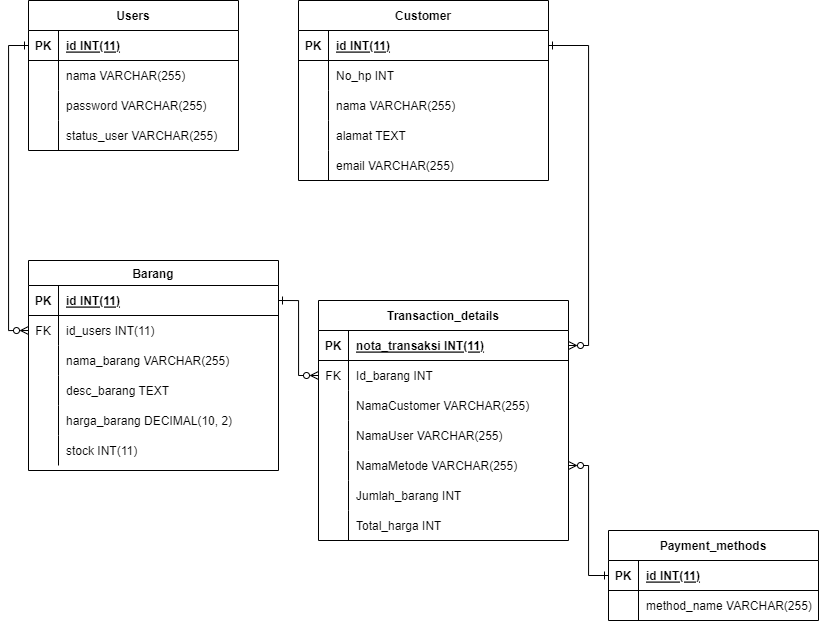 Users
PK id INT(11)
nama VARCHAR(255)
password VARCHAR(255)
status_user VARCHAR(255)
Customer
PK id INT(11)
No_hp INT
nama VARCHAR(255)
alamat TEXT
email VARCHAR(255)
Barang
PK id INT(11)
FK id_users INT(11)
nama_barang VARCHAR(255)
desc_barang TEXT
harga_barang DECIMAL(10, 2)
stock INT(11)
Transaction_details
PK nota_transaksi INT(11)
FK Id_barang INT
NamaCustomer VARCHAR(255)
NamaUser VARCHAR(255)
NamaMetode VARCHAR(255)
Jumlah_barang INT
Total_harga INT
Payment_methods
PK id INT(11)
method_name VARCHAR(255)